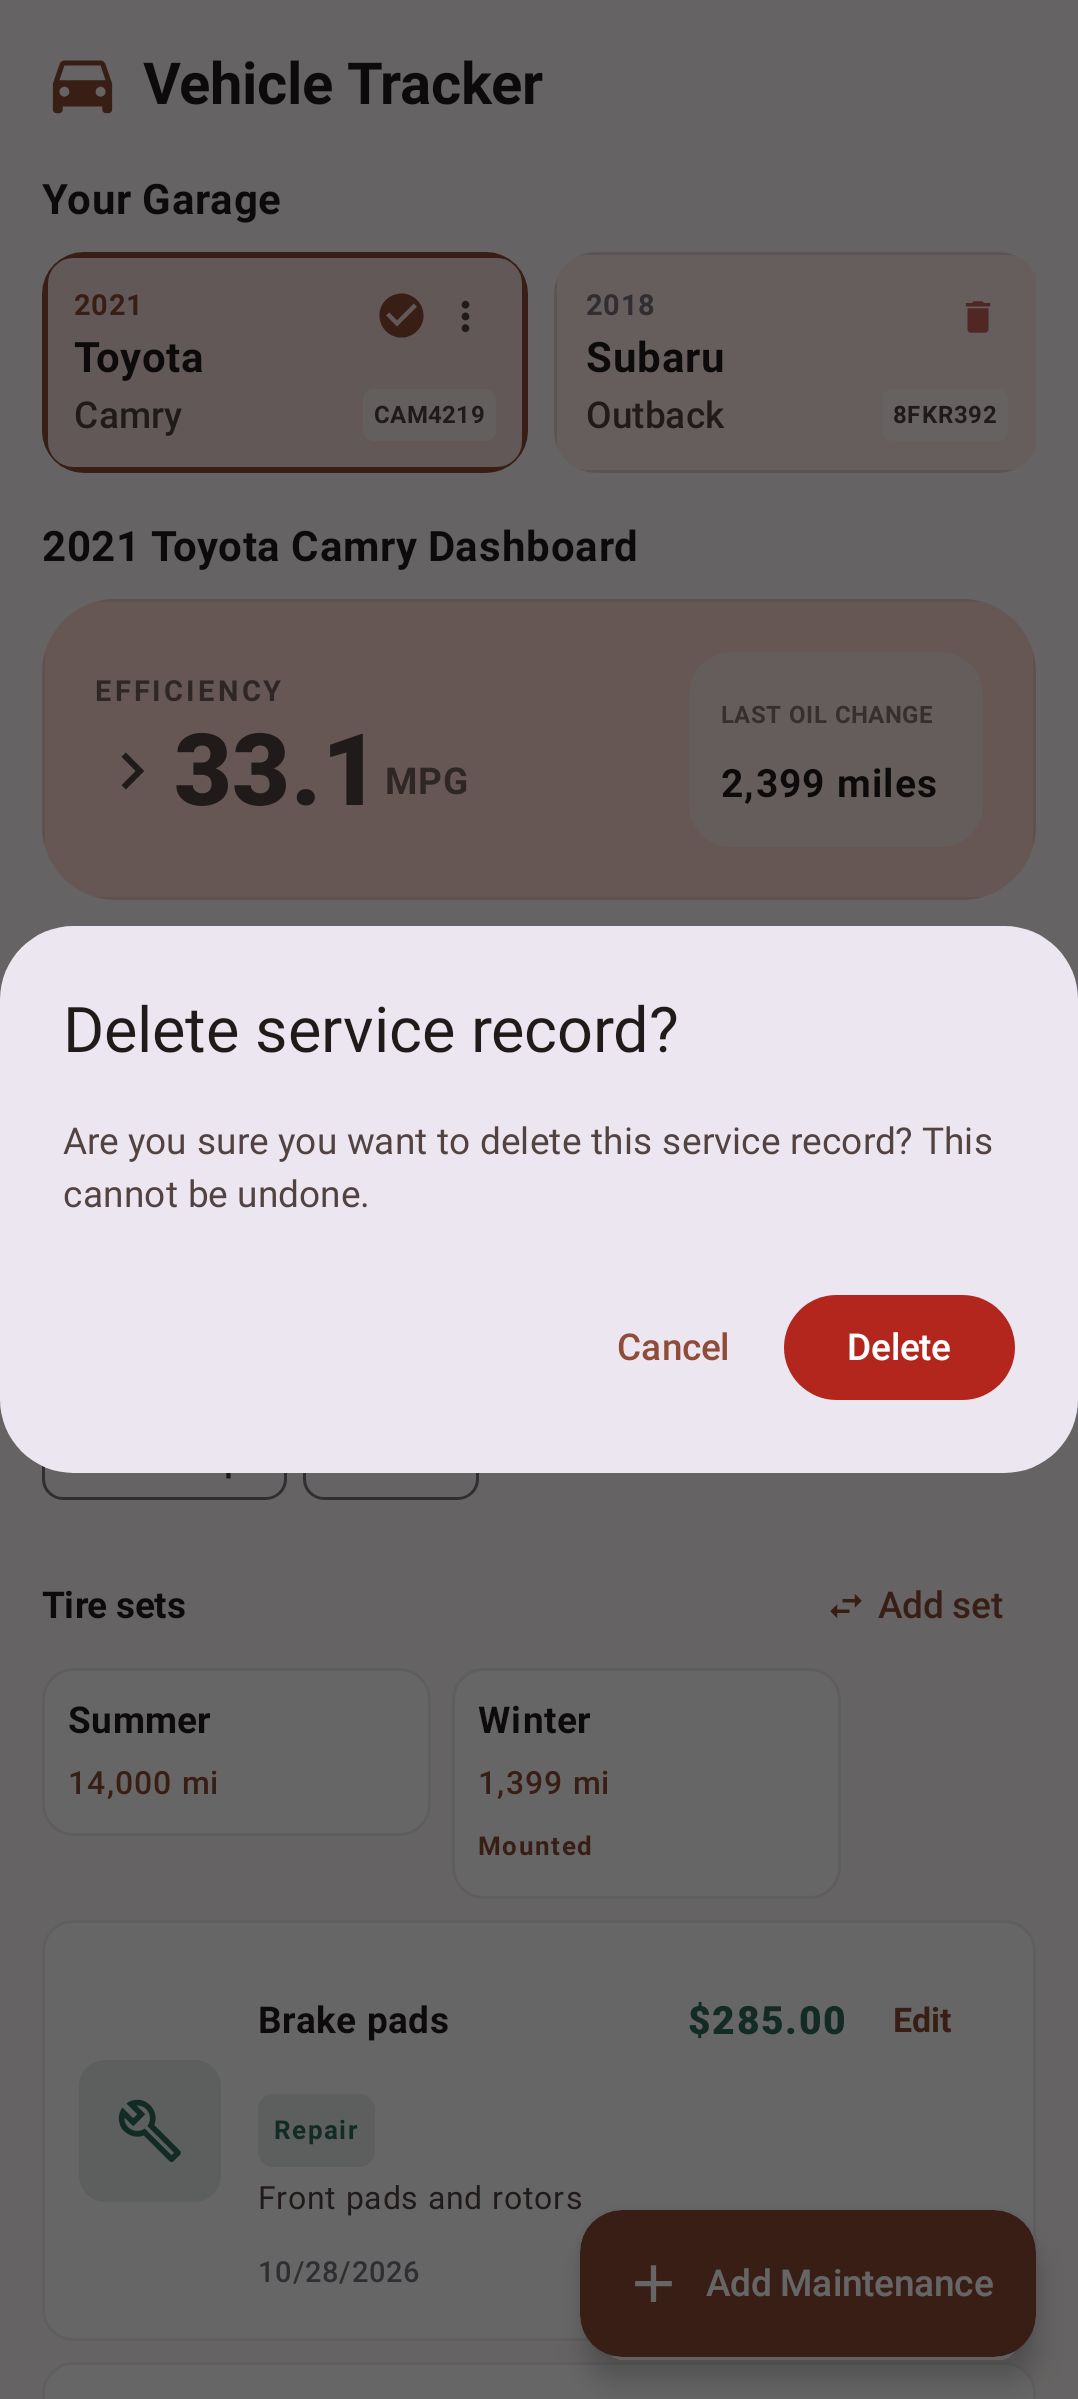 Vehicle Tracker
Your Garage
2021
Toyota
Camry
CAM4219
2018
Subaru
Outback
8FKR392
2021 Toyota Camry Dashboard
EFFICIENCY
33.1 MPG
LAST OIL CHANGE
2,399 miles
Delete service record?
Are you sure you want to delete this service record? This
cannot be undone.
Cancel
Delete
Tire sets
Add set
Summer
14,000 mi
Winter
1,399 mi
Mounted
Brake pads
$285.00
Edit
Repair
Front pads and rotors
10/28/2026
Add Maintenance